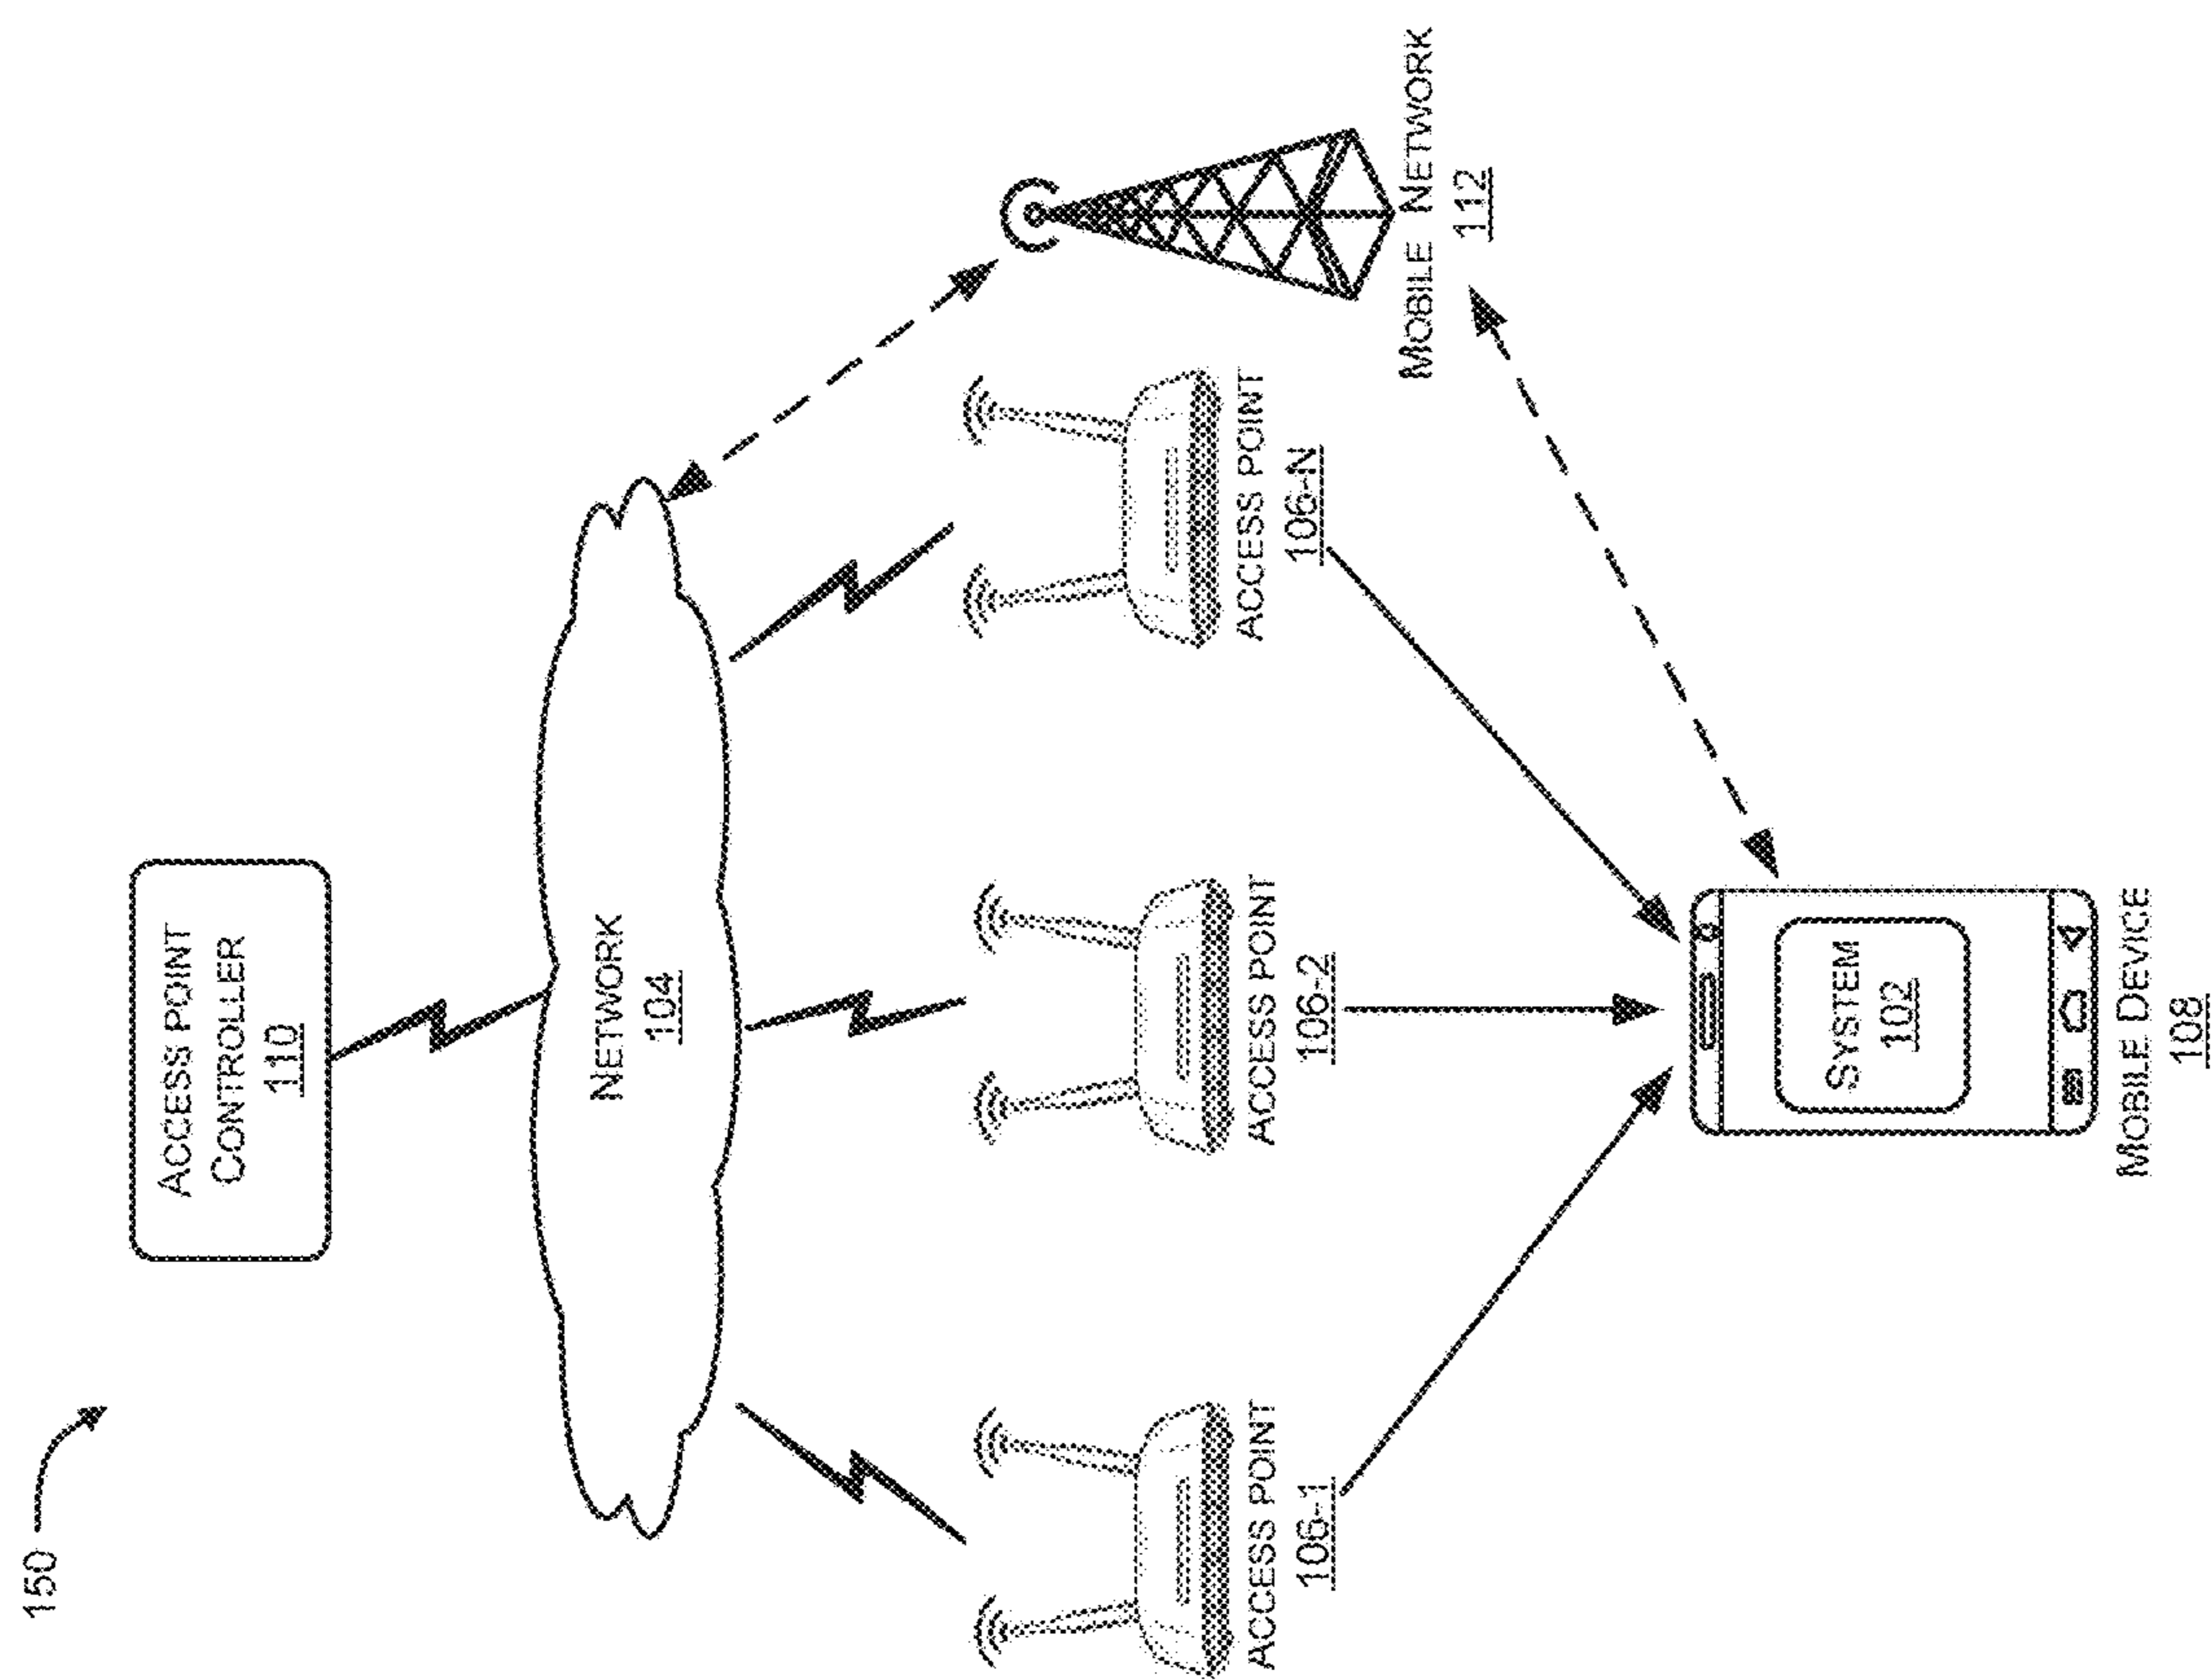 150
ACCESS POINT
CONTROLLER
110
NETWORK
104
ACCESS POINT
106-1
ACCESS POINT
106-2
ACCESS POINT
106-N
MOBILE NETWORK
112
SYSTEM
102
MOBILE DEVICE
108